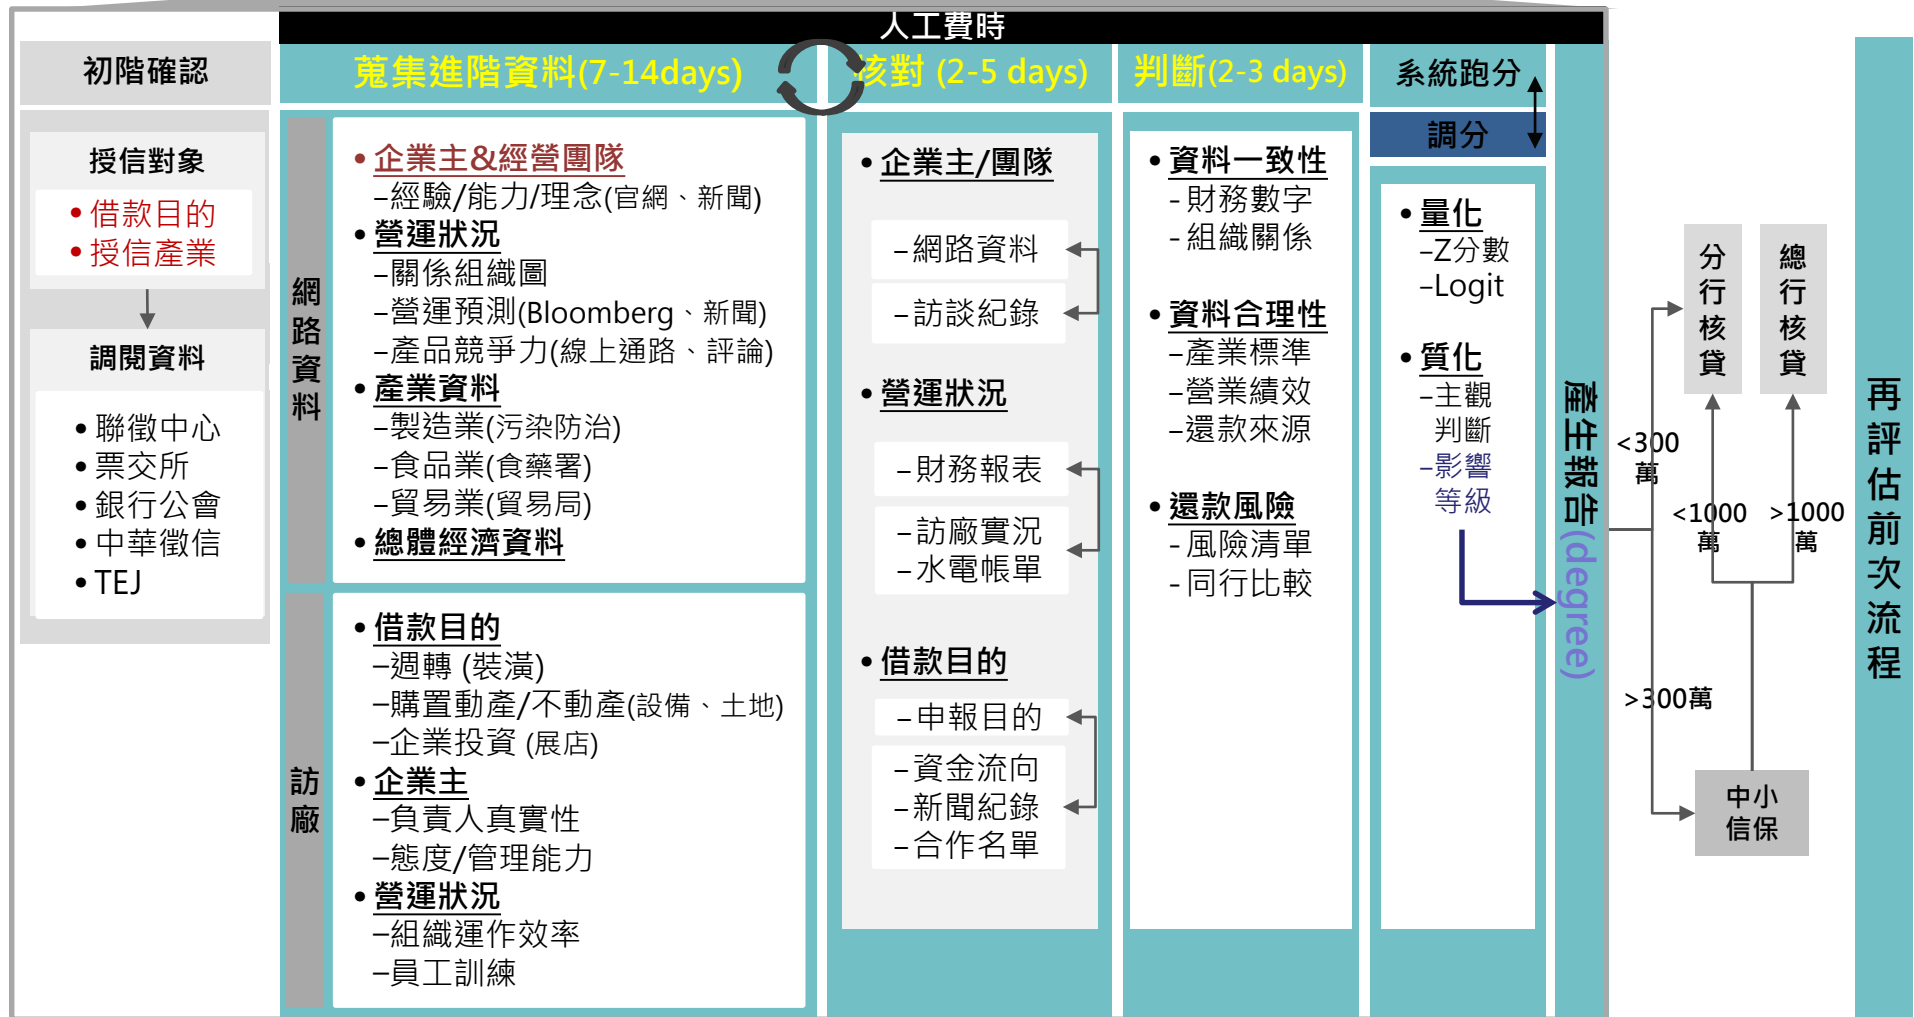 人工費時
初階確認
授信對象
•借款目的
•授信產業
調閱資料
•聯徵中心
•票交所
•銀行公會
•中華徵信
•TEJ
蒐集進階資料(7-14days)
網路資料
•企業主&經營團隊
–經驗/能力/理念(官網、新聞)
•營運狀況
–關係組織圖
–營運預測(Bloomberg、新聞)
–產品競爭力(線上通路、評論)
•產業資料
–製造業(污染防治)
–食品業(食藥署)
–貿易業(貿易局)
•總體經濟資料
訪廠
•借款目的
–週轉 (裝潢)
–購置動產/不動產(設備、土地)
–企業投資 (展店)
•企業主
–負責人真實性
–態度/管理能力
•營運狀況
–組織運作效率
–員工訓練
核對 (2-5 days)
•企業主/團隊
–網路資料
–訪談紀錄
•營運狀況
–財務報表
–訪廠實況
–水電帳單
•借款目的
–申報目的
–資金流向
–新聞紀錄
–合作名單
判斷(2-3 days)
•資料一致性
-財務數字
-組織關係
•資料合理性
–產業標準
–營業績效
–還款來源
•還款風險
-風險清單
-同行比較
系統跑分
調分
•量化
–Z分數
–Logit
•質化
–主觀
判斷
–影響
等級
產生報告(degree)
<300
萬
>300萬
分行核貸
總行核貸
<1000
萬
>1000
萬
中小
信保
再評估前次流程